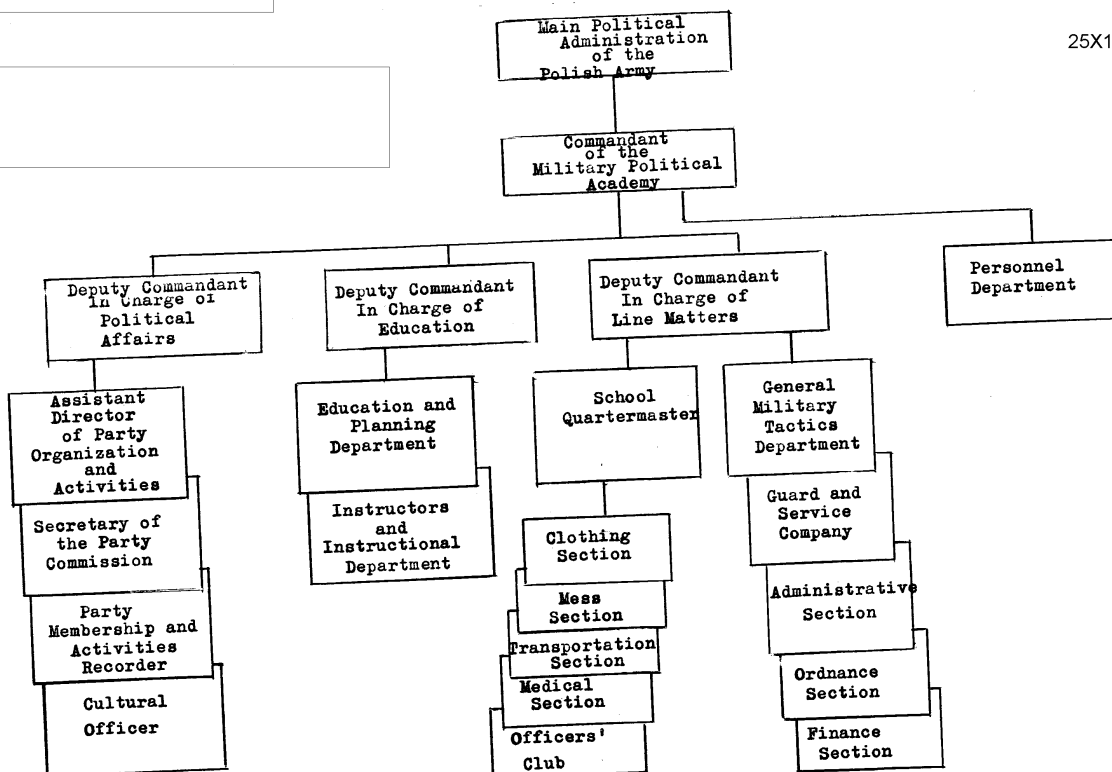 Main Political
Administration
of the
Polish Army
25X1
Commandant
of the
Military Political
Academy
Deputy Commandant
In Charge of
Political
Affairs
Deputy Commandant
In Charge of
Education
Deputy Commandant
In Charge of
Line Matters
Personnel
Department
Assistant
Director
of Party
Organization
and
Activities
Secretary of
the Party
Commission
Party
Membership and
Activities
Recorder
Cultural
Officer
Education and
Planning
Department
Instructors
and
Instructional
Department
School
Quartermaster
Clothing
Section
Mess
Section
Transportation
Section
Medical
Section
Officers'
Club
General
Military
Tactics
Department
Guard and
Service
Company
Administrative
Section
Ordnance
Section
Finance
Section